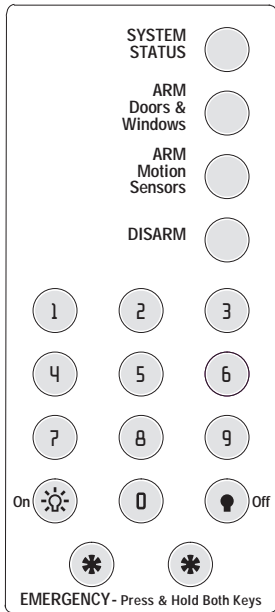 SYSTEM
STATUS
ARM
Doors &
Windows
ARM
Motion
Sensors
DISARM
1 2 3
4 5 6
7 8 9
On 0 Off
* *
EMERGENCY - Press & Hold Both Keys